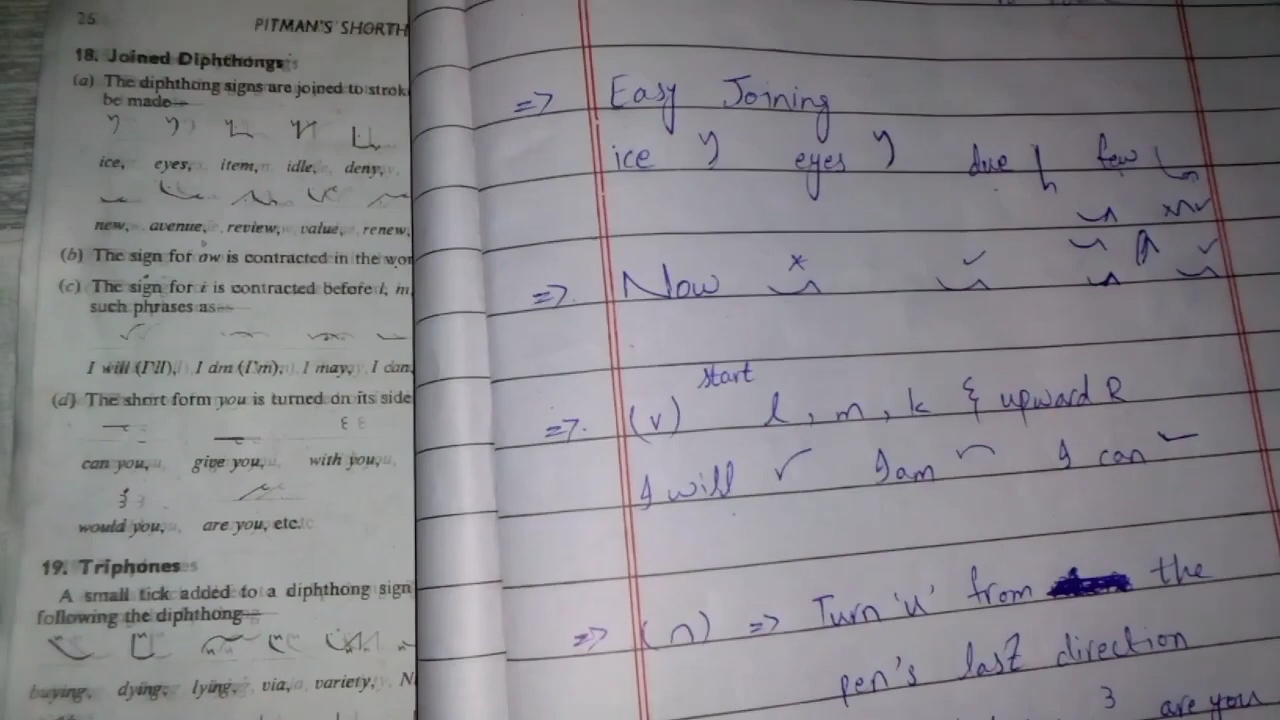 26
PITMAN'S SHORTH
18. Joined Diphthongs
(a) The diphthong signs are joined to strok
be made—
ice, eyes, item, idle, deny,
new, avenue, review, value, renew,
(b) The sign for ow is contracted in the wor
(c) The sign for i is contracted before l, m
such phrases as—
I will (I'll), I am (I'm), I may, I can
(d) The short form you is turned on its side
can you, give you, with you,
would you, are you, etc.
19. Triphones
A small tick added to a diphthong sign
following the diphthong—
buying, dying, lying, via, variety, N
=> Easy Joining
ice eyes due few
=> Now
start
=> (v) l, m, k & upward R
I will I am I can
=> (n) => Turn 'u' from the
pen's last direction
3 are you